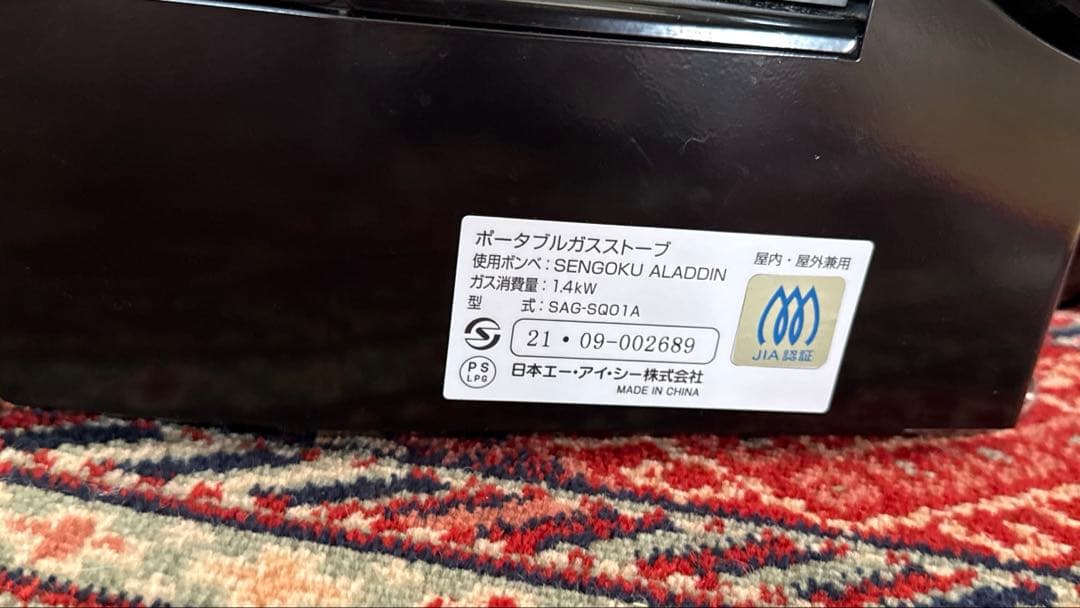 ポータブルガスストーブ
使用ボンベ：SENGOKU ALADDIN
ガス消費量：1.4kW
型　　式：SAG-SQ01A
21・09-002689
PS
LPG
日本エー・アイ・シー株式会社
MADE IN CHINA
屋内・屋外兼用
JIA 認証